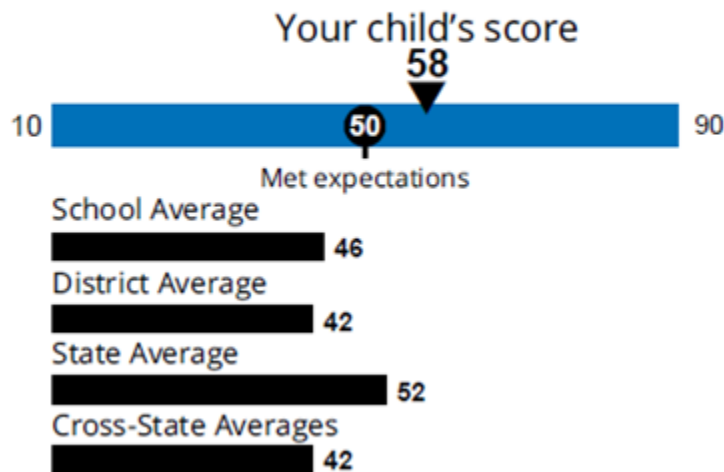 Your child’s score
58
10 50 90
Met expectations
School Average
46
District Average
42
State Average
52
Cross-State Averages
42